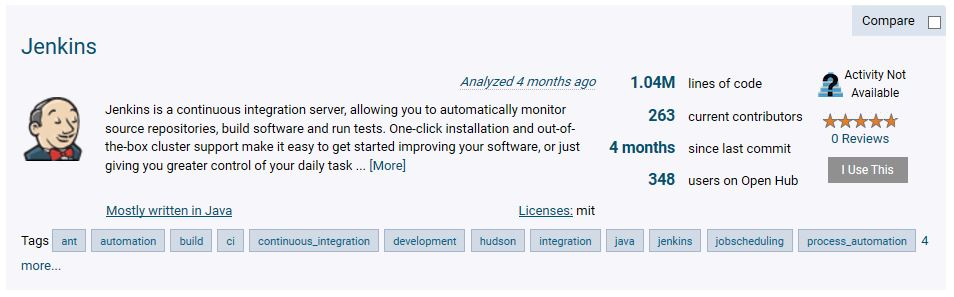 Compare
Jenkins
Analyzed 4 months ago
Jenkins is a continuous integration server, allowing you to automatically monitor
source repositories, build software and run tests. One-click installation and out-of-
the-box cluster support make it easy to get started improving your software, or just
giving you greater control of your daily task ... [More]
1.04M lines of code
263 current contributors
4 months since last commit
348 users on Open Hub
Activity Not
Available
0 Reviews
I Use This
Mostly written in Java
Licenses: mit
Tags ant automation build ci continuous_integration development hudson integration java jenkins jobscheduling process_automation 4
more...